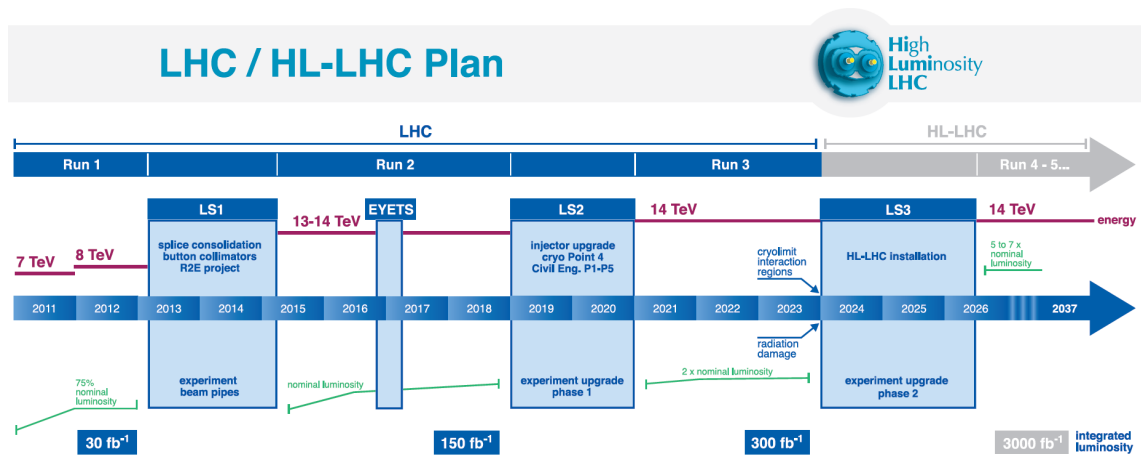 LHC / HL-LHC Plan
High
Luminosity
LHC
LHC
HL-LHC
Run 1
Run 2
Run 3
Run 4 - 5...
LS1
EYETS
LS2
LS3
7 TeV
8 TeV
13-14 TeV
14 TeV
14 TeV
energy
splice consolidation
button collimators
R2E project
injector upgrade
cryo Point 4
Civil Eng. P1-P5
cryolimit
interaction
regions
HL-LHC installation
5 to 7 x
nominal
luminosity
2011 2012 2013 2014 2015 2016 2017 2018 2019 2020 2021 2022 2023 2024 2025 2026 2037
radiation
damage
75%
nominal
luminosity
experiment
beam pipes
nominal luminosity
experiment upgrade
phase 1
2 x nominal luminosity
experiment upgrade
phase 2
30 fb⁻¹
150 fb⁻¹
300 fb⁻¹
3000 fb⁻¹
integrated
luminosity